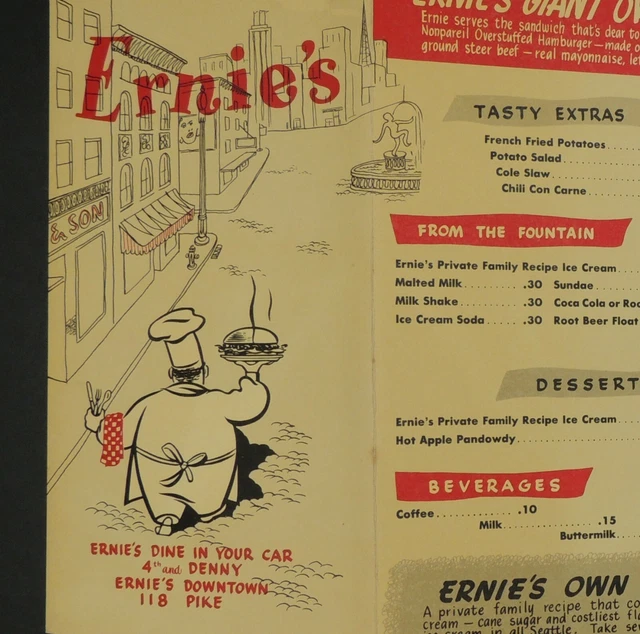 Ernie's
& SON
ERNIE'S DINE IN YOUR CAR
4th and DENNY
ERNIE'S DOWNTOWN
118 PIKE
ERNIE'S GIANT
Ernie serves the sandwich that's dear to
Nonpareil Overstuffed Hamburger — made
ground steer beef — real mayonnaise,
TASTY EXTRAS
French Fried Potatoes
Potato Salad
Cole Slaw
Chili Con Carne
FROM THE FOUNTAIN
Ernie's Private Family Recipe Ice Cream
Malted Milk .30 Sundae
Milk Shake .30 Coca Cola or
Ice Cream Soda .30 Root Beer Float
DESSERT
Ernie's Private Family Recipe Ice Cream
Hot Apple Pandowdy
BEVERAGES
Coffee .10
Milk .15
Buttermilk
ERNIE'S OWN
A private family recipe that
cream — cane sugar and costliest
in all Seattle. Take